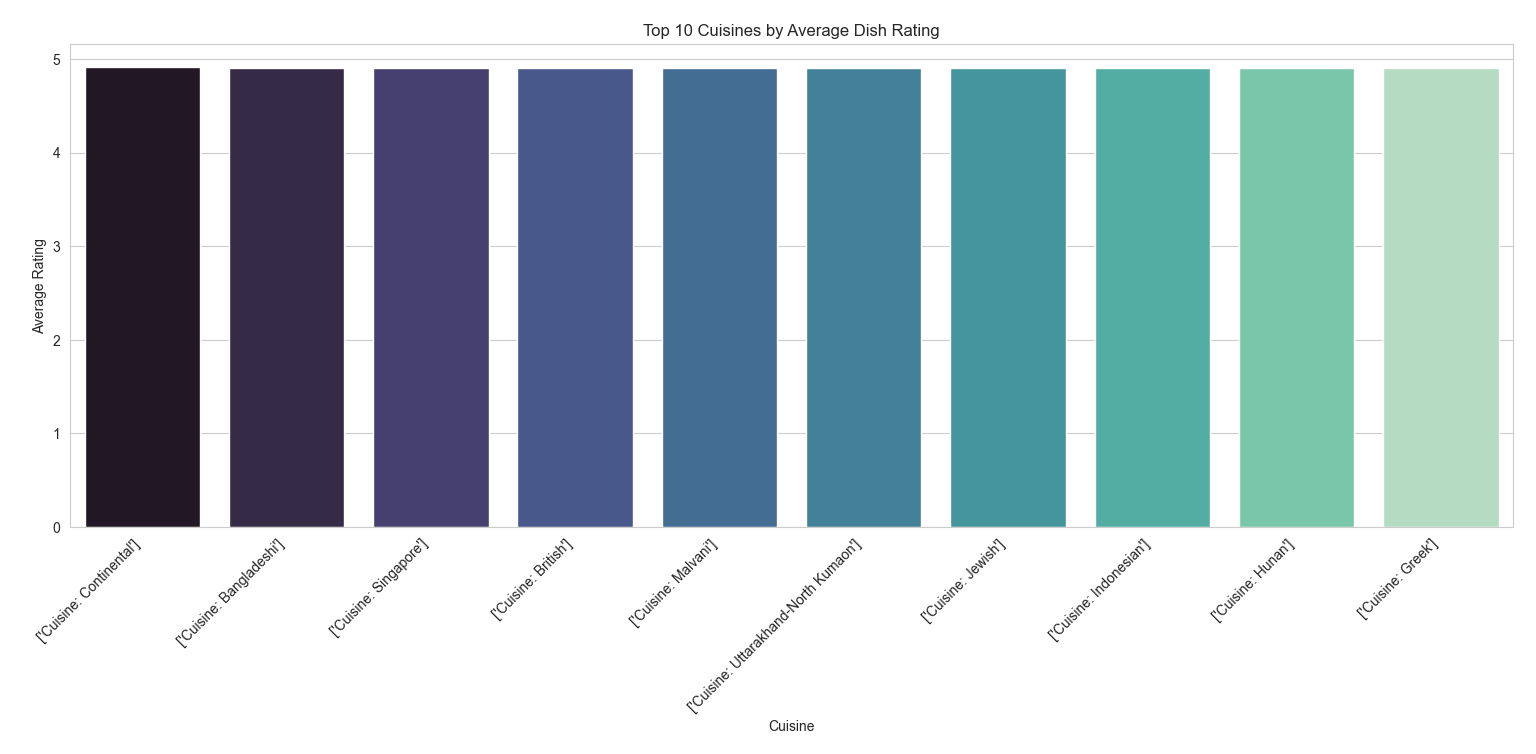 Top 10 Cuisines by Average Dish Rating
Average Rating
5
4
3
2
1
0
['Cuisine: Continental']
['Cuisine: Bangladeshi']
['Cuisine: Singapore']
['Cuisine: British']
['Cuisine: Malvani']
['Cuisine: Uttarakhand-North Kumaon']
['Cuisine: Jewish']
['Cuisine: Indonesian']
['Cuisine: Hunan']
['Cuisine: Greek']
Cuisine